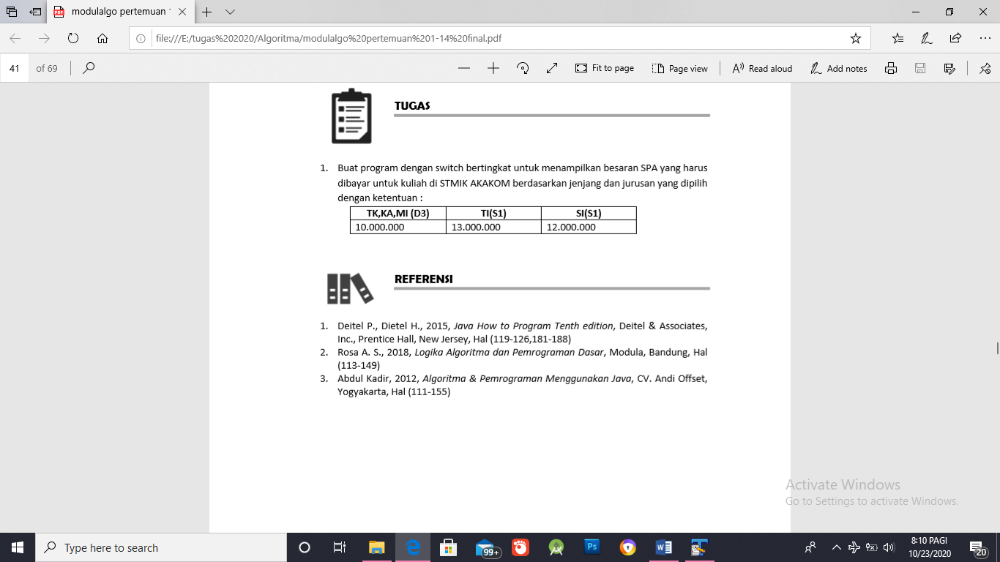 modulalgo pertemuan
file:///E:/tugas%202020/Algoritma/modulalgo%20pertemuan%201-14%20final.pdf
41 of 69 Fit to page Page view Read aloud Add notes
TUGAS
1. Buat program dengan switch bertingkat untuk menampilkan besaran SPA yang harus
dibayar untuk kuliah di STMIK AKAKOM berdasarkan jenjang dan jurusan yang dipilih
dengan ketentuan :
TK,KA,MI (D3) TI(S1) SI(S1)
10.000.000 13.000.000 12.000.000
REFERENSI
1. Deitel P., Dietel H., 2015, Java How to Program Tenth edition, Deitel & Associates,
Inc., Prentice Hall, New Jersey, Hal (119-126,181-188)
2. Rosa A. S., 2018, Logika Algoritma dan Pemrograman Dasar, Modula, Bandung, Hal
(113-149)
3. Abdul Kadir, 2012, Algoritma & Pemrograman Menggunakan Java, CV. Andi Offset,
Yogyakarta, Hal (111-155)
Activate Windows
Go to Settings to activate Windows.
Type here to search
99+
Ps
8:10 PAGI
10/23/2020
20